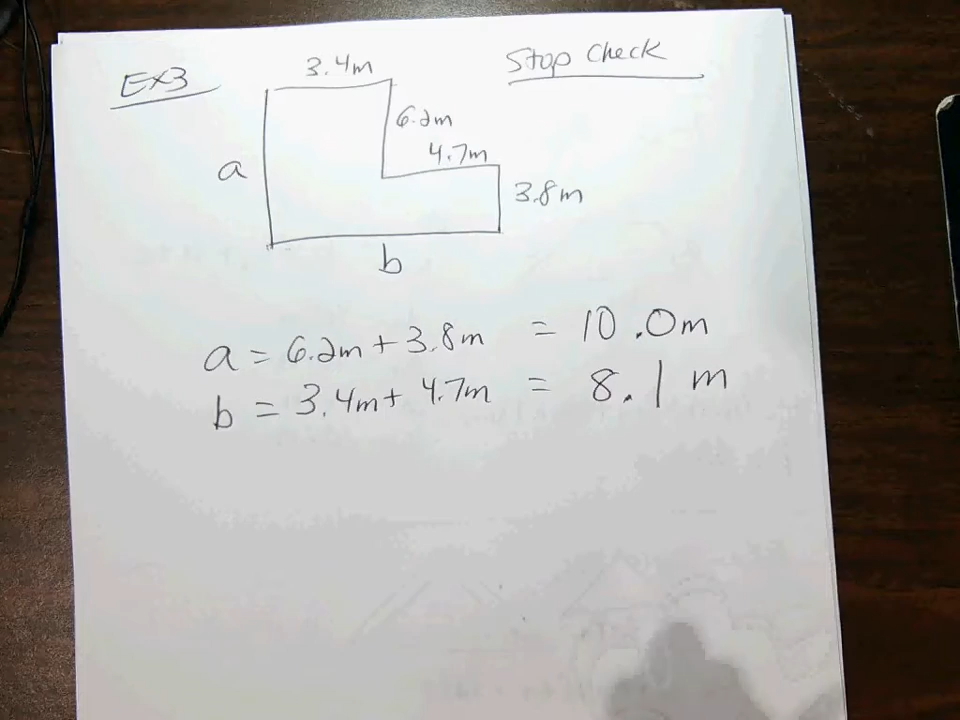 Ex3
Stop Check
3.4m
6.2m
4.7m
a
3.8m
b
a = 6.2m + 3.8m = 10.0m
b = 3.4m + 4.7m = 8.1 m